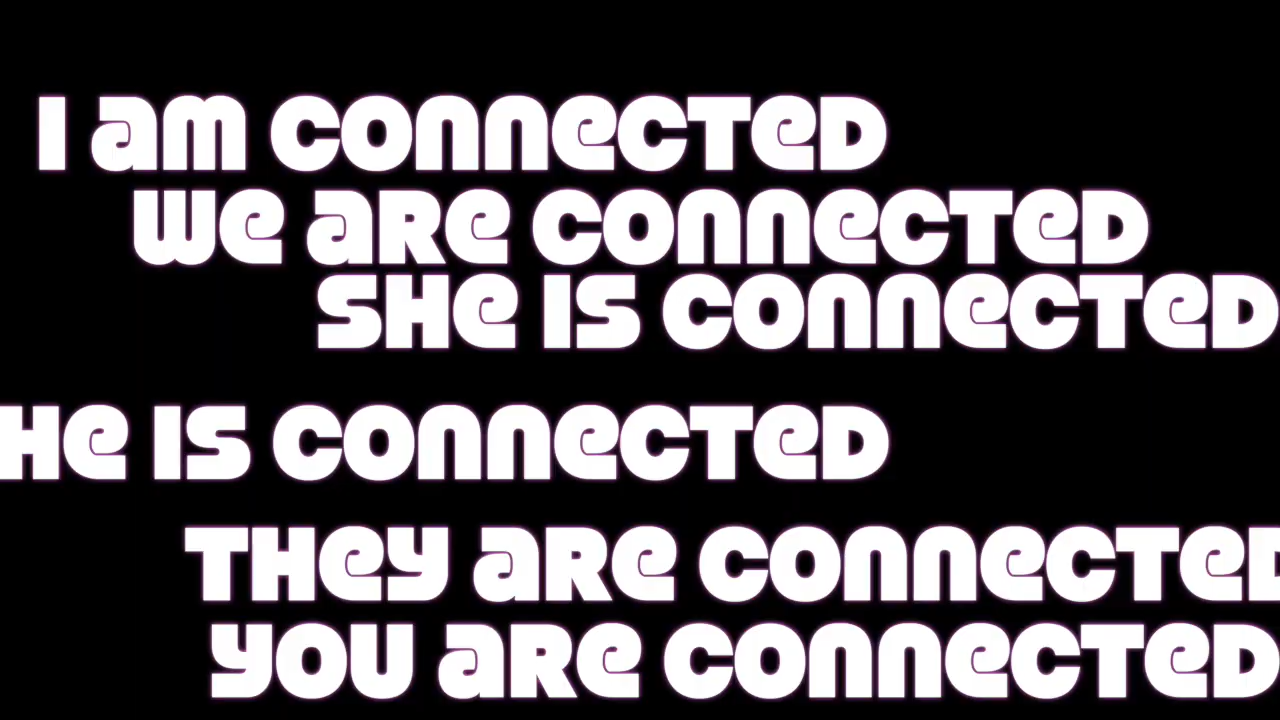 I am connected
We are connected
She is connected
He is connected
They are connected
You are connected